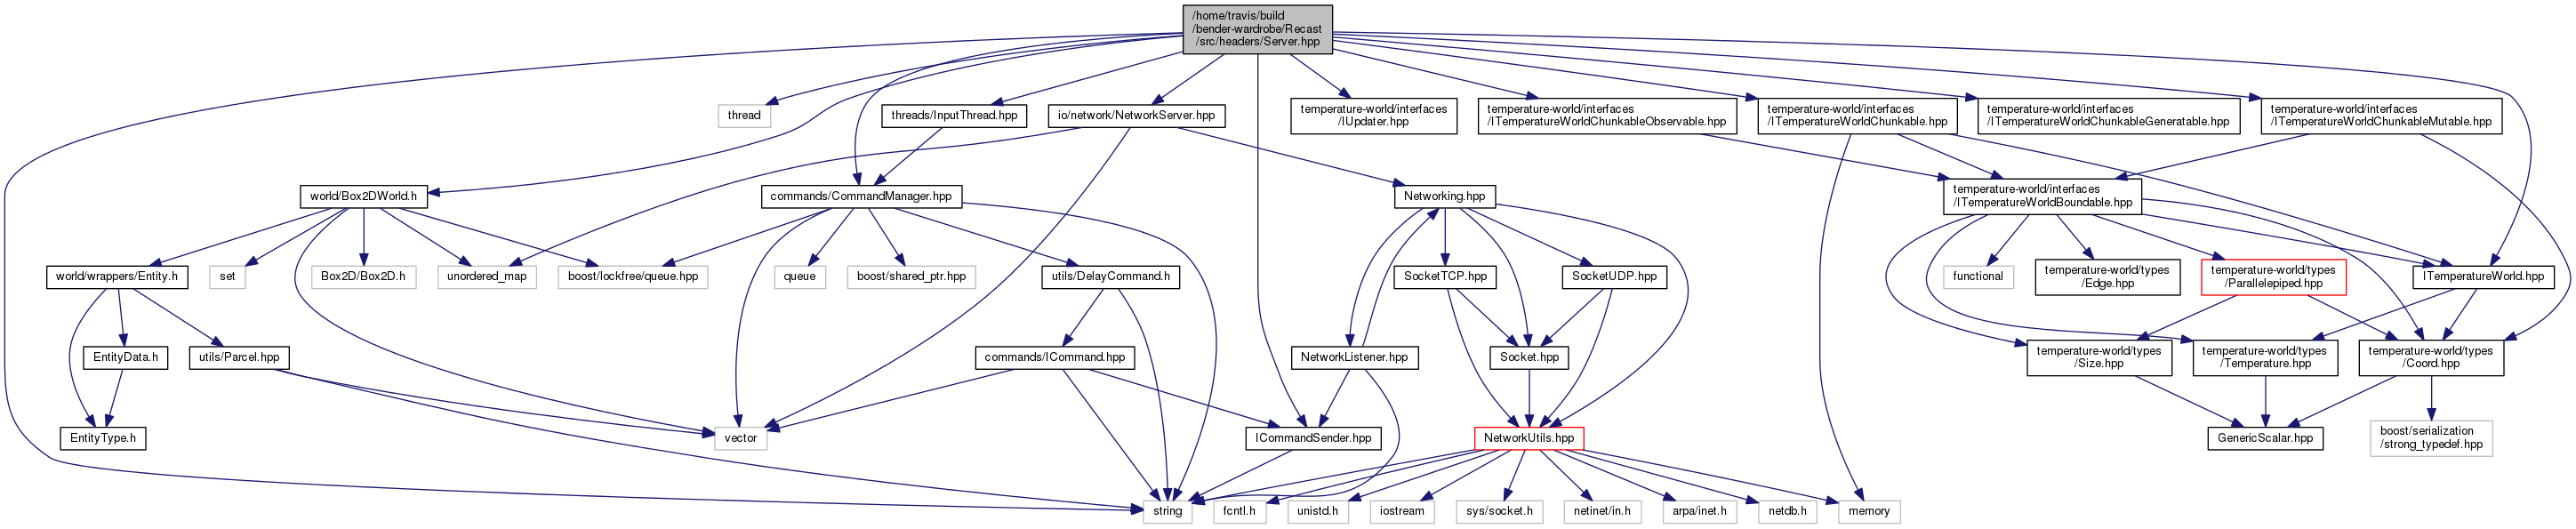 /home/travis/build
/bender-wardrobe/Recast
/src/headers/Server.hpp
thread
threads/InputThread.hpp
io/network/NetworkServer.hpp
temperature-world/interfaces
/IUpdater.hpp
temperature-world/interfaces
/ITemperatureWorldChunkableObservable.hpp
temperature-world/interfaces
/ITemperatureWorldChunkable.hpp
temperature-world/interfaces
/ITemperatureWorldChunkableGeneratable.hpp
temperature-world/interfaces
/ITemperatureWorldChunkableMutable.hpp
world/Box2DWorld.h
commands/CommandManager.hpp
Networking.hpp
temperature-world/interfaces
/ITemperatureWorldBoundable.hpp
world/wrappers/Entity.h
set
Box2D/Box2D.h
unordered_map
boost/lockfree/queue.hpp
queue
boost/shared_ptr.hpp
utils/DelayCommand.h
SocketTCP.hpp
SocketUDP.hpp
functional
temperature-world/types
/Edge.hpp
temperature-world/types
/Parallelepiped.hpp
ITemperatureWorld.hpp
EntityData.h
utils/Parcel.hpp
commands/ICommand.hpp
NetworkListener.hpp
Socket.hpp
temperature-world/types
/Size.hpp
temperature-world/types
/Temperature.hpp
temperature-world/types
/Coord.hpp
EntityType.h
vector
ICommandSender.hpp
NetworkUtils.hpp
GenericScalar.hpp
boost/serialization
/strong_typedef.hpp
string
fcntl.h
unistd.h
iostream
sys/socket.h
netinet/in.h
arpa/inet.h
netdb.h
memory